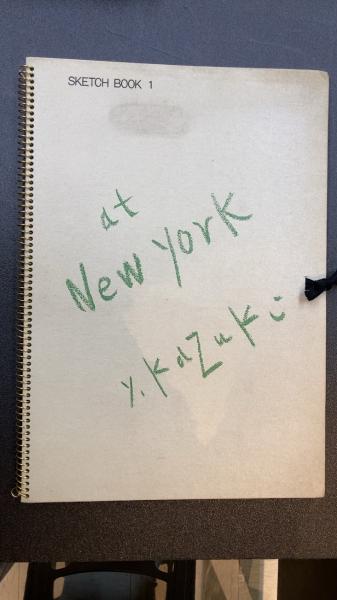 SKETCH BOOK 1
at
New York
Y. Kazuki